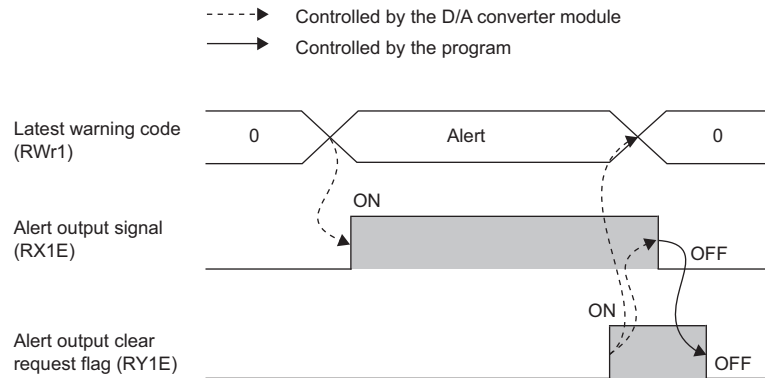 Controlled by the D/A converter module
Controlled by the program
Latest warning code
(RWr1)
0
Alert
0
Alert output signal
(RX1E)
ON
OFF
Alert output clear
request flag (RY1E)
ON
OFF